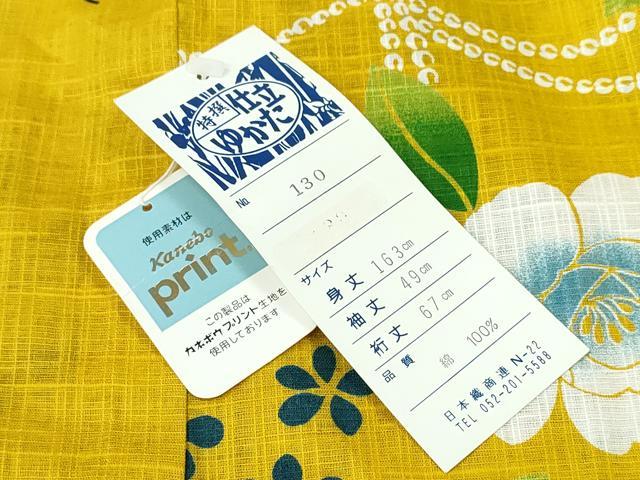 特撰 仕立
ゆかた
No. 130
サイズ
身丈 163cm
袖丈 49cm
裄丈 67cm
品質 綿 100%
日本織商連 N-22
TEL 052-201-5588
使用素材は
Kanebo
print.
この製品は
カネボウプリント生地を
使用しております